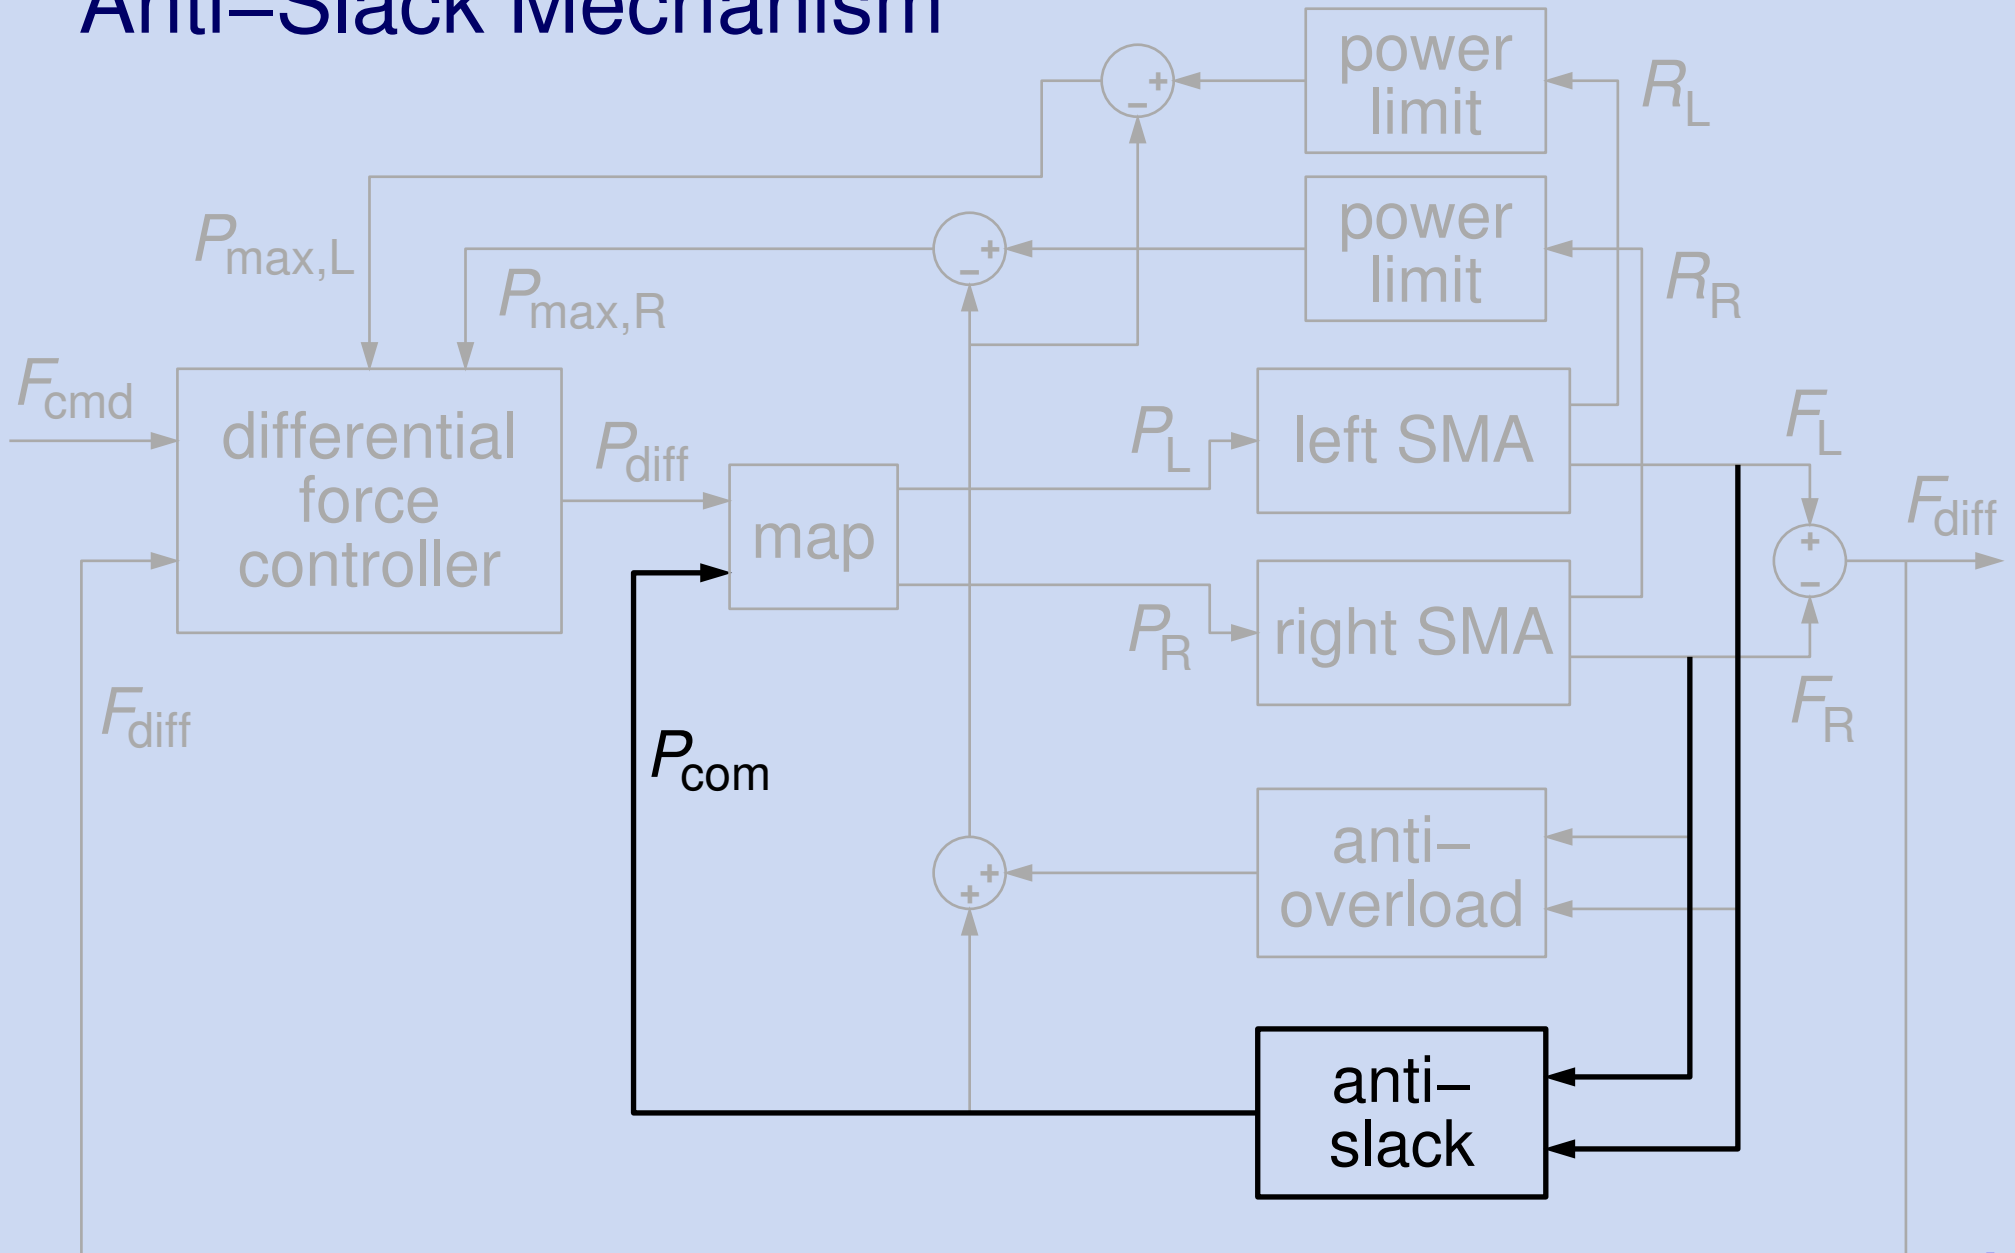 Anti–Slack Mechanism
power
limit
R_L
P_max,L
power
limit
R_R
P_max,R
F_cmd
differential
force
controller
P_diff
map
P_L
left SMA
F_L
F_diff
+
−
P_R
right SMA
F_R
F_diff
P_com
anti–
overload
anti–
slack
+
−
+
−
+
+